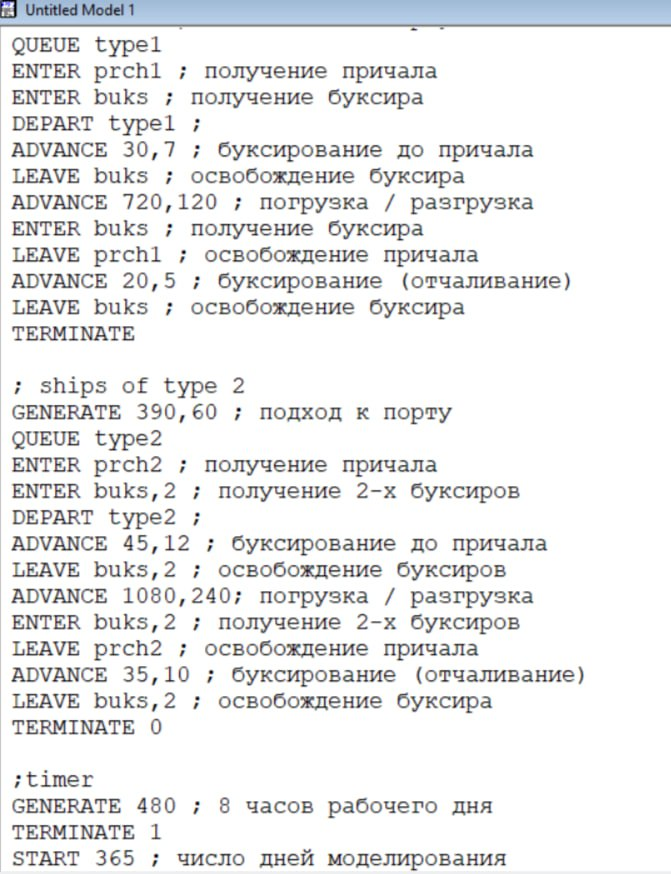 Untitled Model 1
QUEUE type1
ENTER prch1 ; получение причала
ENTER buks ; получение буксира
DEPART type1 ;
ADVANCE 30,7 ; буксирование до причала
LEAVE buks ; освобождение буксира
ADVANCE 720,120 ; погрузка / разгрузка
ENTER buks ; получение буксира
LEAVE prch1 ; освобождение причала
ADVANCE 20,5 ; буксирование (отчаливание)
LEAVE buks ; освобождение буксира
TERMINATE
; ships of type 2
GENERATE 390,60 ; подход к порту
QUEUE type2
ENTER prch2 ; получение причала
ENTER buks,2 ; получение 2-х буксиров
DEPART type2 ;
ADVANCE 45,12 ; буксирование до причала
LEAVE buks,2 ; освобождение буксиров
ADVANCE 1080,240; погрузка / разгрузка
ENTER buks,2 ; получение 2-х буксиров
LEAVE prch2 ; освобождение причала
ADVANCE 35,10 ; буксирование (отчаливание)
LEAVE buks,2 ; освобождение буксира
TERMINATE 0
;timer
GENERATE 480 ; 8 часов рабочего дня
TERMINATE 1
START 365 ; число дней моделирования